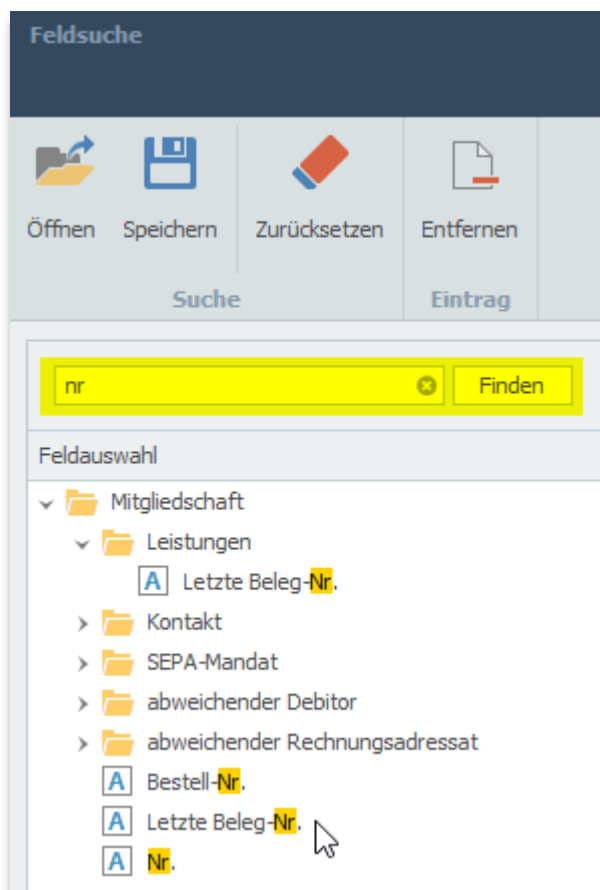 Feldsuche
Öffnen Speichern Zurücksetzen Entfernen
Suche Eintrag
nr Finden
Feldauswahl
Mitgliedschaft
Leistungen
A Letzte Beleg-Nr.
Kontakt
SEPA-Mandat
abweichender Debitor
abweichender Rechnungsadressat
A Bestell-Nr.
A Letzte Beleg-Nr.
A Nr.